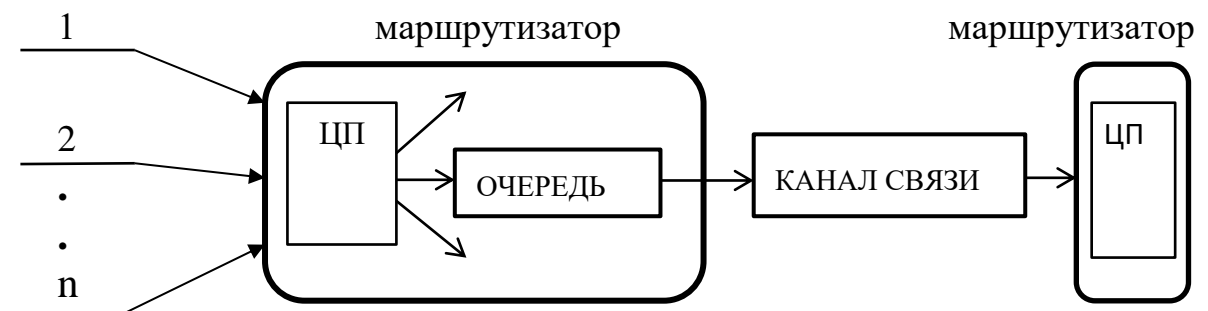 1
маршрутизатор
маршрутизатор
ЦП
ЦП
2
ОЧЕРЕДЬ
КАНАЛ СВЯЗИ
.
.
n